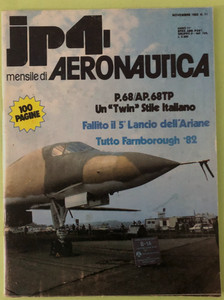 jp4:
mensile di AERONAUTICA
100
PAGINE
P.68/AP.68TP
Un "Twin" Stile Italiano
Fallito il 5° Lancio dell'Ariane
Tutto Farnborough '82